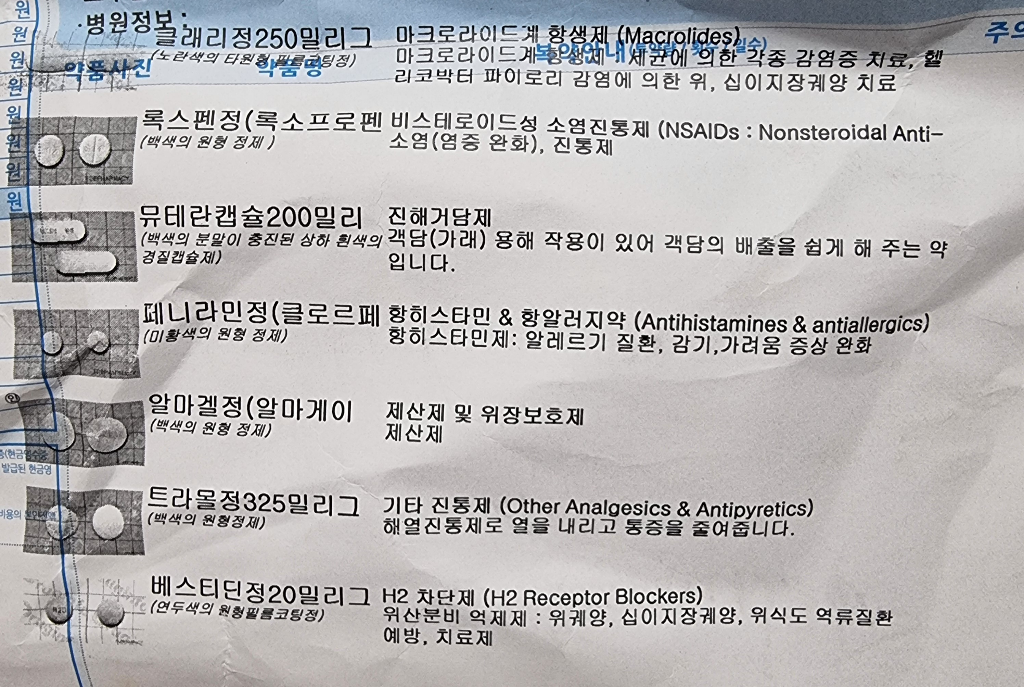 ·병원정보 :
클래리정250밀리그 마크로라이드계 항생제 (Macrolides)
(노란색의 타원형 필름코팅정) 마크로라이드계 항생제 세균에 의한 각종 감염증 치료, 헬
리코박터 파이로리 감염에 의한 위, 십이지장궤양 치료
약품사진 약품명 복약안내
주의
록스펜정(록소프로펜 비스테로이드성 소염진통제 (NSAIDs : Nonsteroidal Anti-
(백색의 원형 정제 ) 소염(염증 완화), 진통제
뮤테란캡슐200밀리 진해거담제
(백색의 분말이 충진된 상하 흰색의 객담(가래) 용해 작용이 있어 객담의 배출을 쉽게 해 주는 약
경질캡슐제) 입니다.
페니라민정(클로르페 항히스타민 & 항알러지약 (Antihistamines & antiallergics)
(미황색의 원형 정제) 항히스타민제: 알레르기 질환, 감기,가려움 증상 완화
알마겔정(알마게이 제산제 및 위장보호제
(백색의 원형 정제) 제산제
트라몰정325밀리그 기타 진통제 (Other Analgesics & Antipyretics)
(백색의 원형정제) 해열진통제로 열을 내리고 통증을 줄여줍니다.
베스티딘정20밀리그 H2 차단제 (H2 Receptor Blockers)
(연두색의 원형필름코팅정) 위산분비 억제제 : 위궤양, 십이지장궤양, 위식도 역류질환
예방, 치료제
원
원
원
원
원
원
원
원
인
발급된 현금영